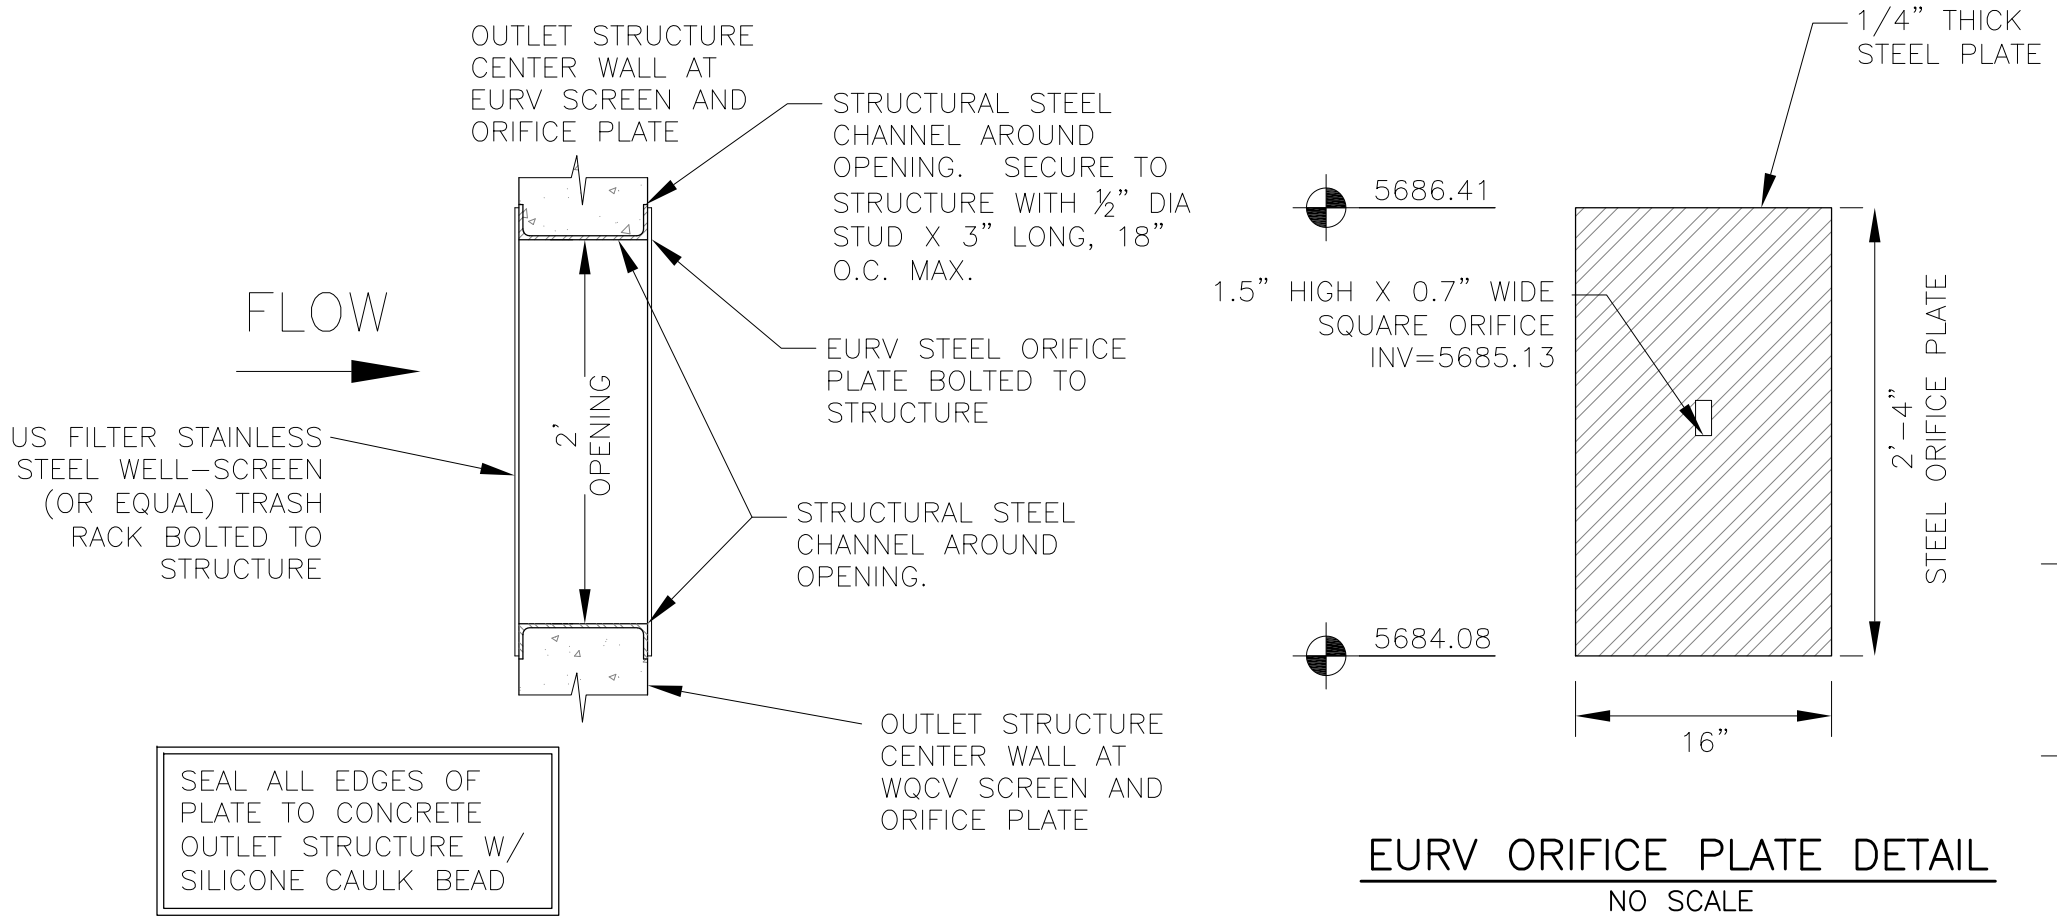 OUTLET STRUCTURE
CENTER WALL AT
EURV SCREEN AND
ORIFICE PLATE
STRUCTURAL STEEL
CHANNEL AROUND
OPENING. SECURE TO
STRUCTURE WITH ½” DIA
STUD X 3” LONG, 18”
O.C. MAX.
FLOW
EURV STEEL ORIFICE
PLATE BOLTED TO
STRUCTURE
2’
OPENING
US FILTER STAINLESS
STEEL WELL–SCREEN
(OR EQUAL) TRASH
RACK BOLTED TO
STRUCTURE
STRUCTURAL STEEL
CHANNEL AROUND
OPENING.
OUTLET STRUCTURE
CENTER WALL AT
WQCV SCREEN AND
ORIFICE PLATE
SEAL ALL EDGES OF
PLATE TO CONCRETE
OUTLET STRUCTURE W/
SILICONE CAULK BEAD
1/4” THICK
STEEL PLATE
5686.41
1.5” HIGH X 0.7” WIDE
SQUARE ORIFICE
INV=5685.13
2’–4”
STEEL ORIFICE PLATE
5684.08
16”
EURV ORIFICE PLATE DETAIL
NO SCALE